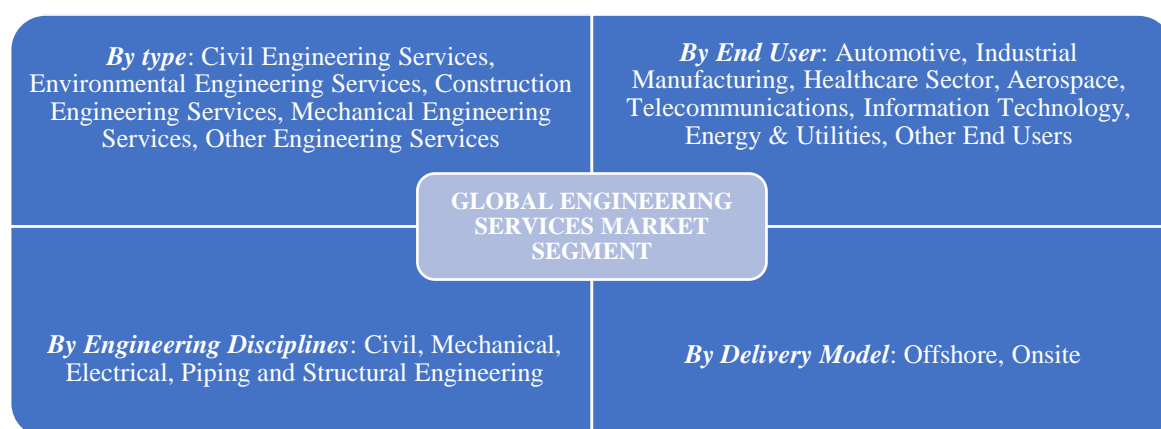 By type: Civil Engineering Services,
Environmental Engineering Services, Construction
Engineering Services, Mechanical Engineering
Services, Other Engineering Services
By End User: Automotive, Industrial
Manufacturing, Healthcare Sector, Aerospace,
Telecommunications, Information Technology,
Energy & Utilities, Other End Users
GLOBAL ENGINEERING
SERVICES MARKET
SEGMENT
By Engineering Disciplines: Civil, Mechanical,
Electrical, Piping and Structural Engineering
By Delivery Model: Offshore, Onsite